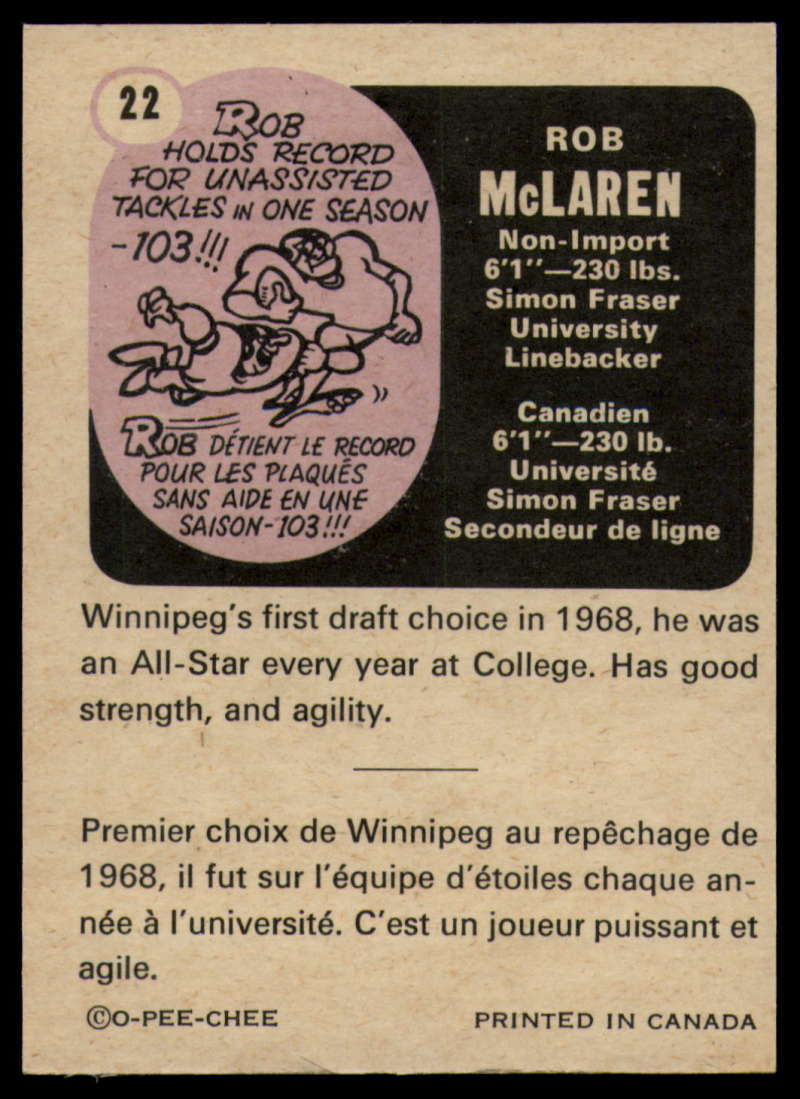 22
ROB
HOLDS RECORD
FOR UNASSISTED
TACKLES IN ONE SEASON
-103!!!
ROB DÉTIENT LE RECORD
POUR LES PLAQUÉS
SANS AIDE EN UNE
SAISON-103!!!
ROB
McLAREN
Non-Import
6'1"—230 lbs.
Simon Fraser
University
Linebacker
Canadien
6'1"—230 lb.
Université
Simon Fraser
Secondeur de ligne
Winnipeg's first draft choice in 1968, he was
an All-Star every year at College. Has good
strength, and agility.
Premier choix de Winnipeg au repêchage de
1968, il fut sur l'équipe d'étoiles chaque an-
née à l'université. C'est un joueur puissant et
agile.
©O-PEE-CHEE
PRINTED IN CANADA